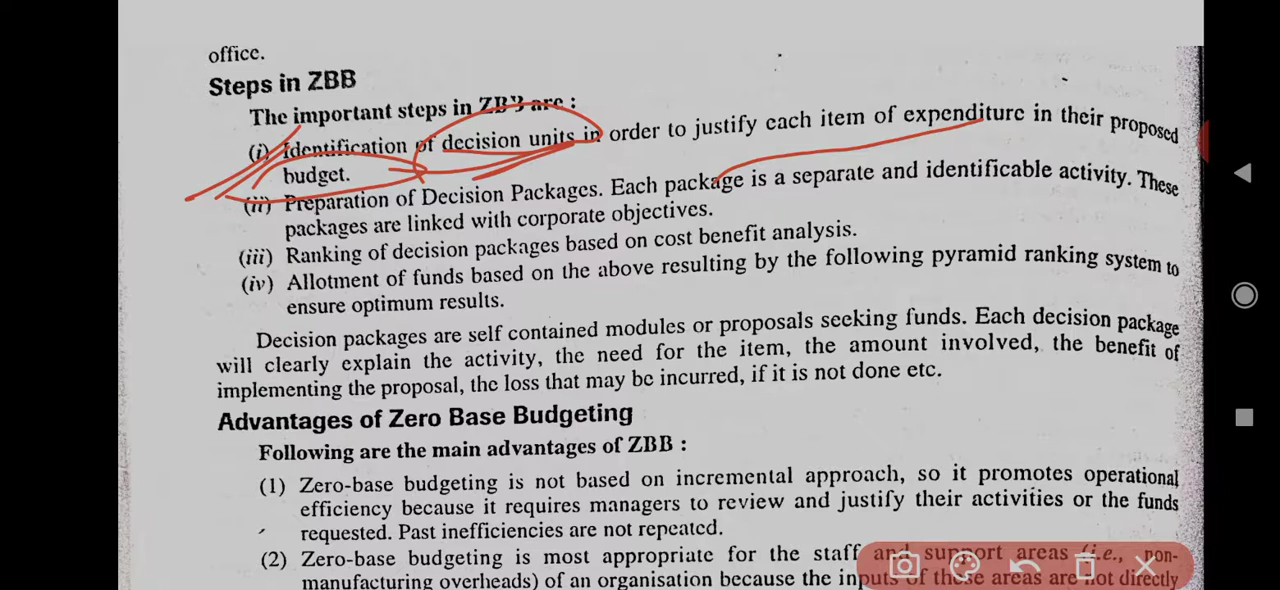 office.
Steps in ZBB
The important steps in ZBB are :
(i) Identification of decision units in order to justify each item of expenditure in their proposed
budget.
(ii) Preparation of Decision Packages. Each package is a separate and identifiable activity. These
packages are linked with corporate objectives.
(iii) Ranking of decision packages based on cost benefit analysis.
(iv) Allotment of funds based on the above resulting by the following pyramid ranking system to
ensure optimum results.
Decision packages are self contained modules or proposals seeking funds. Each decision package
will clearly explain the activity, the need for the item, the amount involved, the benefit of
implementing the proposal, the loss that may be incurred, if it is not done etc.
Advantages of Zero Base Budgeting
Following are the main advantages of ZBB :
(1) Zero-base budgeting is not based on incremental approach, so it promotes operational
efficiency because it requires managers to review and justify their activities or the funds
requested. Past inefficiencies are not repeated.
(2) Zero-base budgeting is most appropriate for the staff and support areas (i.e., non-
manufacturing overheads) of an organisation because the inputs of these areas are not directly